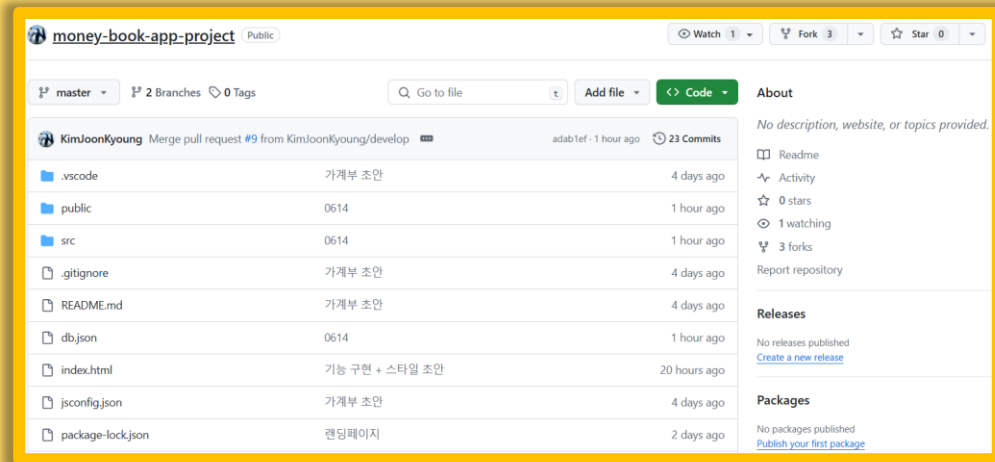 money-book-app-project Public
Watch 1 Fork 3 Star 0
master 2 Branches 0 Tags Go to file t Add file <> Code
KimJoonKyoung Merge pull request #9 from KimJoonKyoung/develop adab1ef · 1 hour ago 23 Commits
.vscode 가계부 초안 4 days ago
public 0614 1 hour ago
src 0614 1 hour ago
.gitignore 가계부 초안 4 days ago
README.md 가계부 초안 4 days ago
db.json 0614 1 hour ago
index.html 기능 구현 + 스타일 초안 20 hours ago
jsconfig.json 가계부 초안 4 days ago
package-lock.json 랜딩페이지 2 days ago
About
No description, website, or topics provided.
Readme
Activity
0 stars
1 watching
3 forks
Report repository
Releases
No releases published
Create a new release
Packages
No packages published
Publish your first package